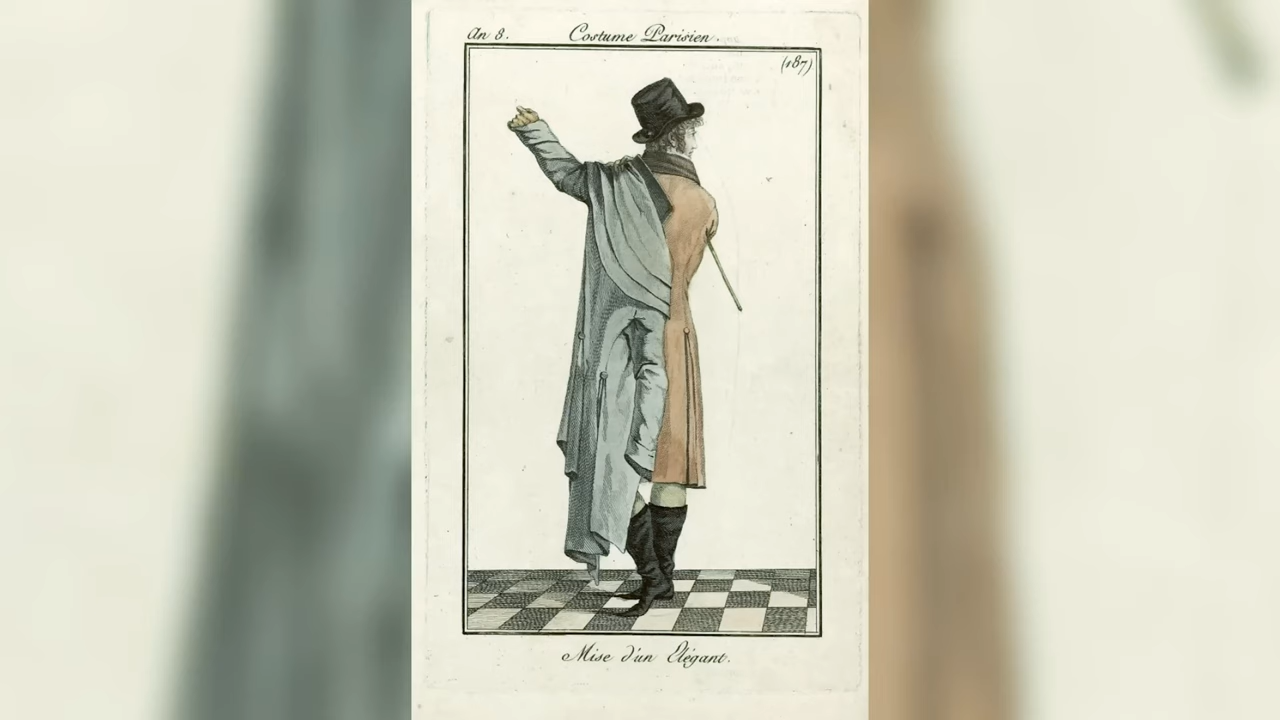 An 8. Costume Parisien.
(187)
Mise d'un Elégant.